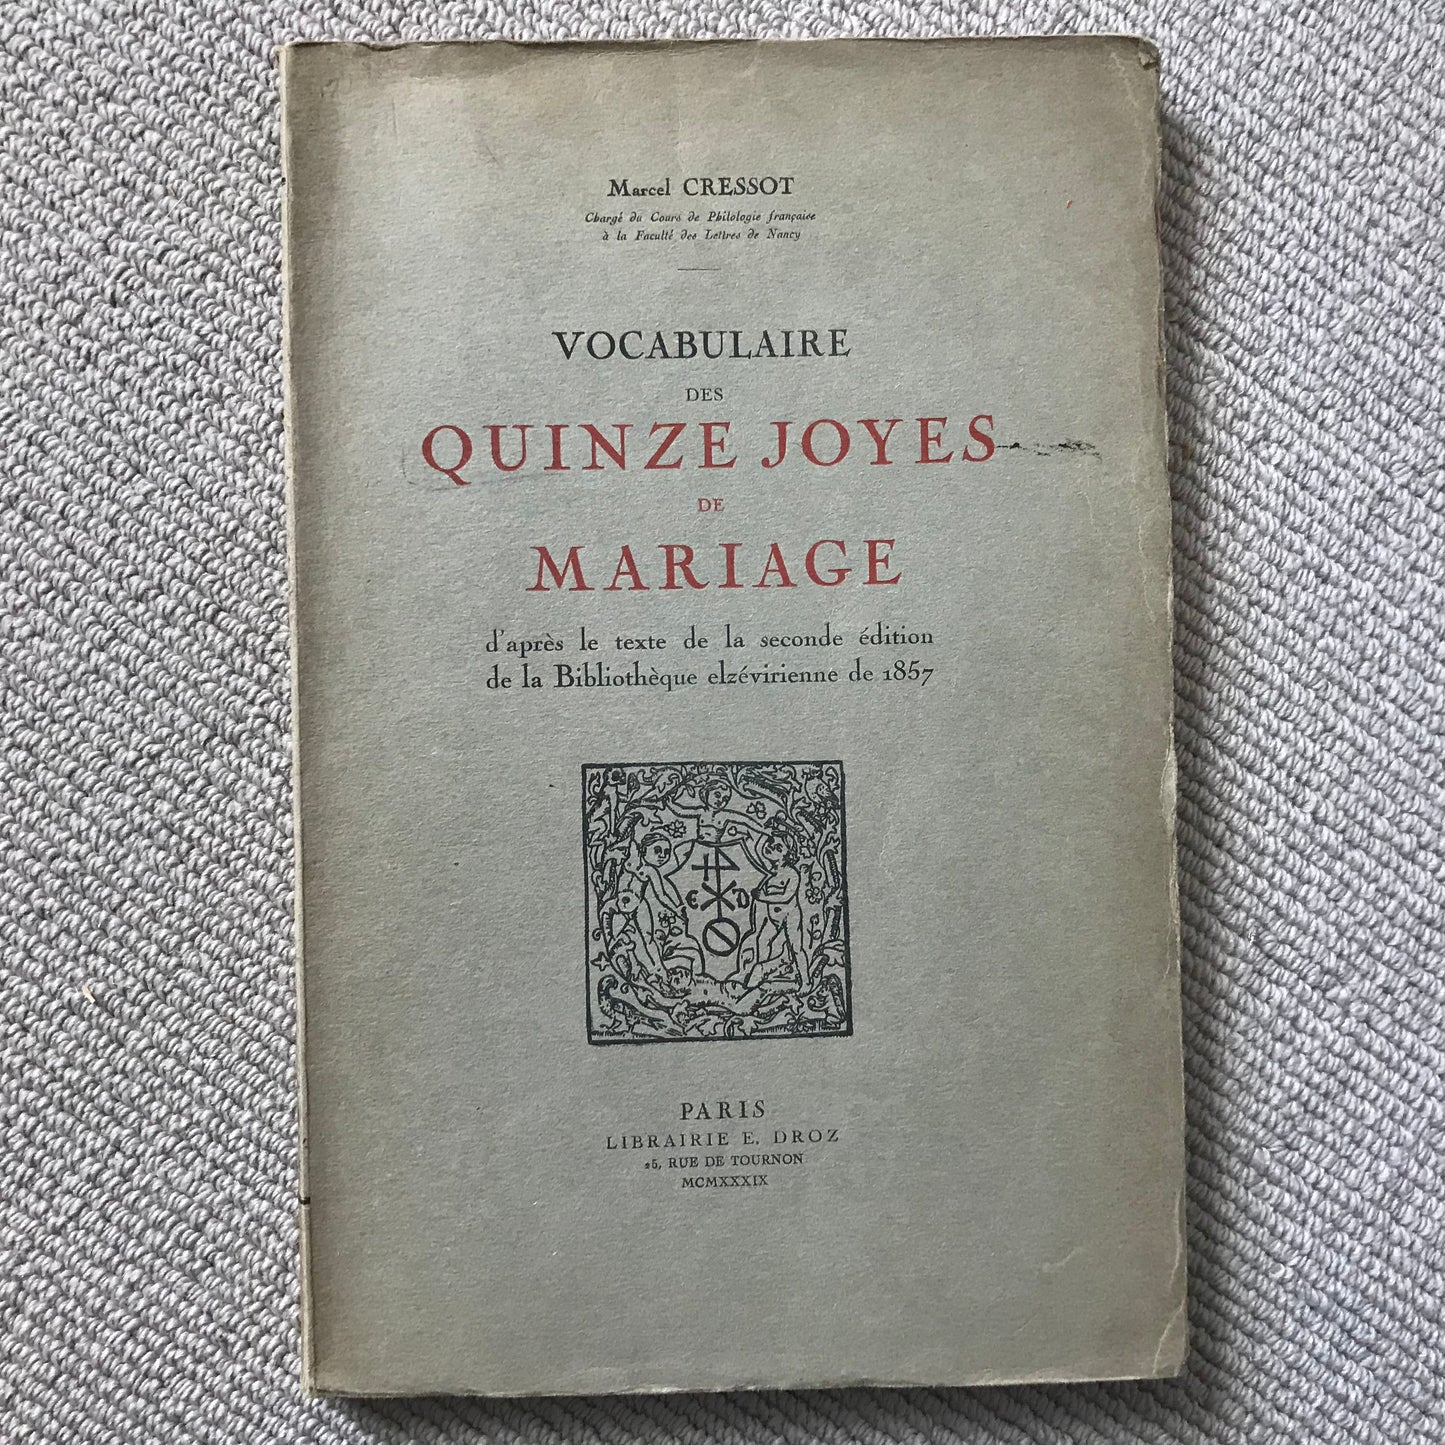 Marcel CRESSOT
Chargé du Cours de Philologie française
à la Faculté des Lettres de Nancy
VOCABULAIRE
DES
QUINZE JOYES
DE
MARIAGE
d'après le texte de la seconde édition
de la Bibliothèque elzévirienne de 1857
E D
PARIS
LIBRAIRIE E. DROZ
25, RUE DE TOURNON
MCMXXXIX